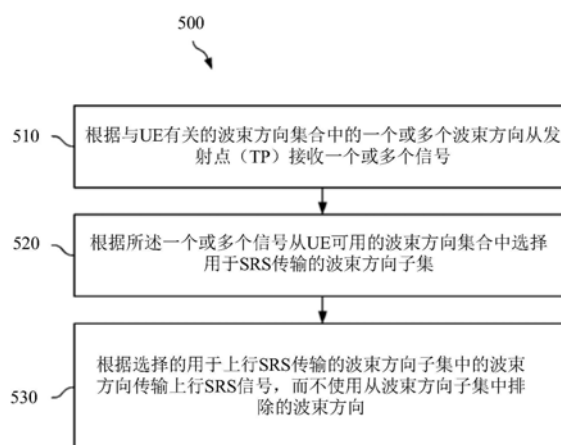 500
510
根据与UE有关的波束方向集合中的一个或多个波束方向从发
射点（TP）接收一个或多个信号
520
根据所述一个或多个信号从UE可用的波束方向集合中选择
用于SRS传输的波束方向子集
530
根据选择的用于上行SRS传输的波束方向子集中的波束
方向传输上行SRS信号，而不使用从波束方向子集中排
除的波束方向